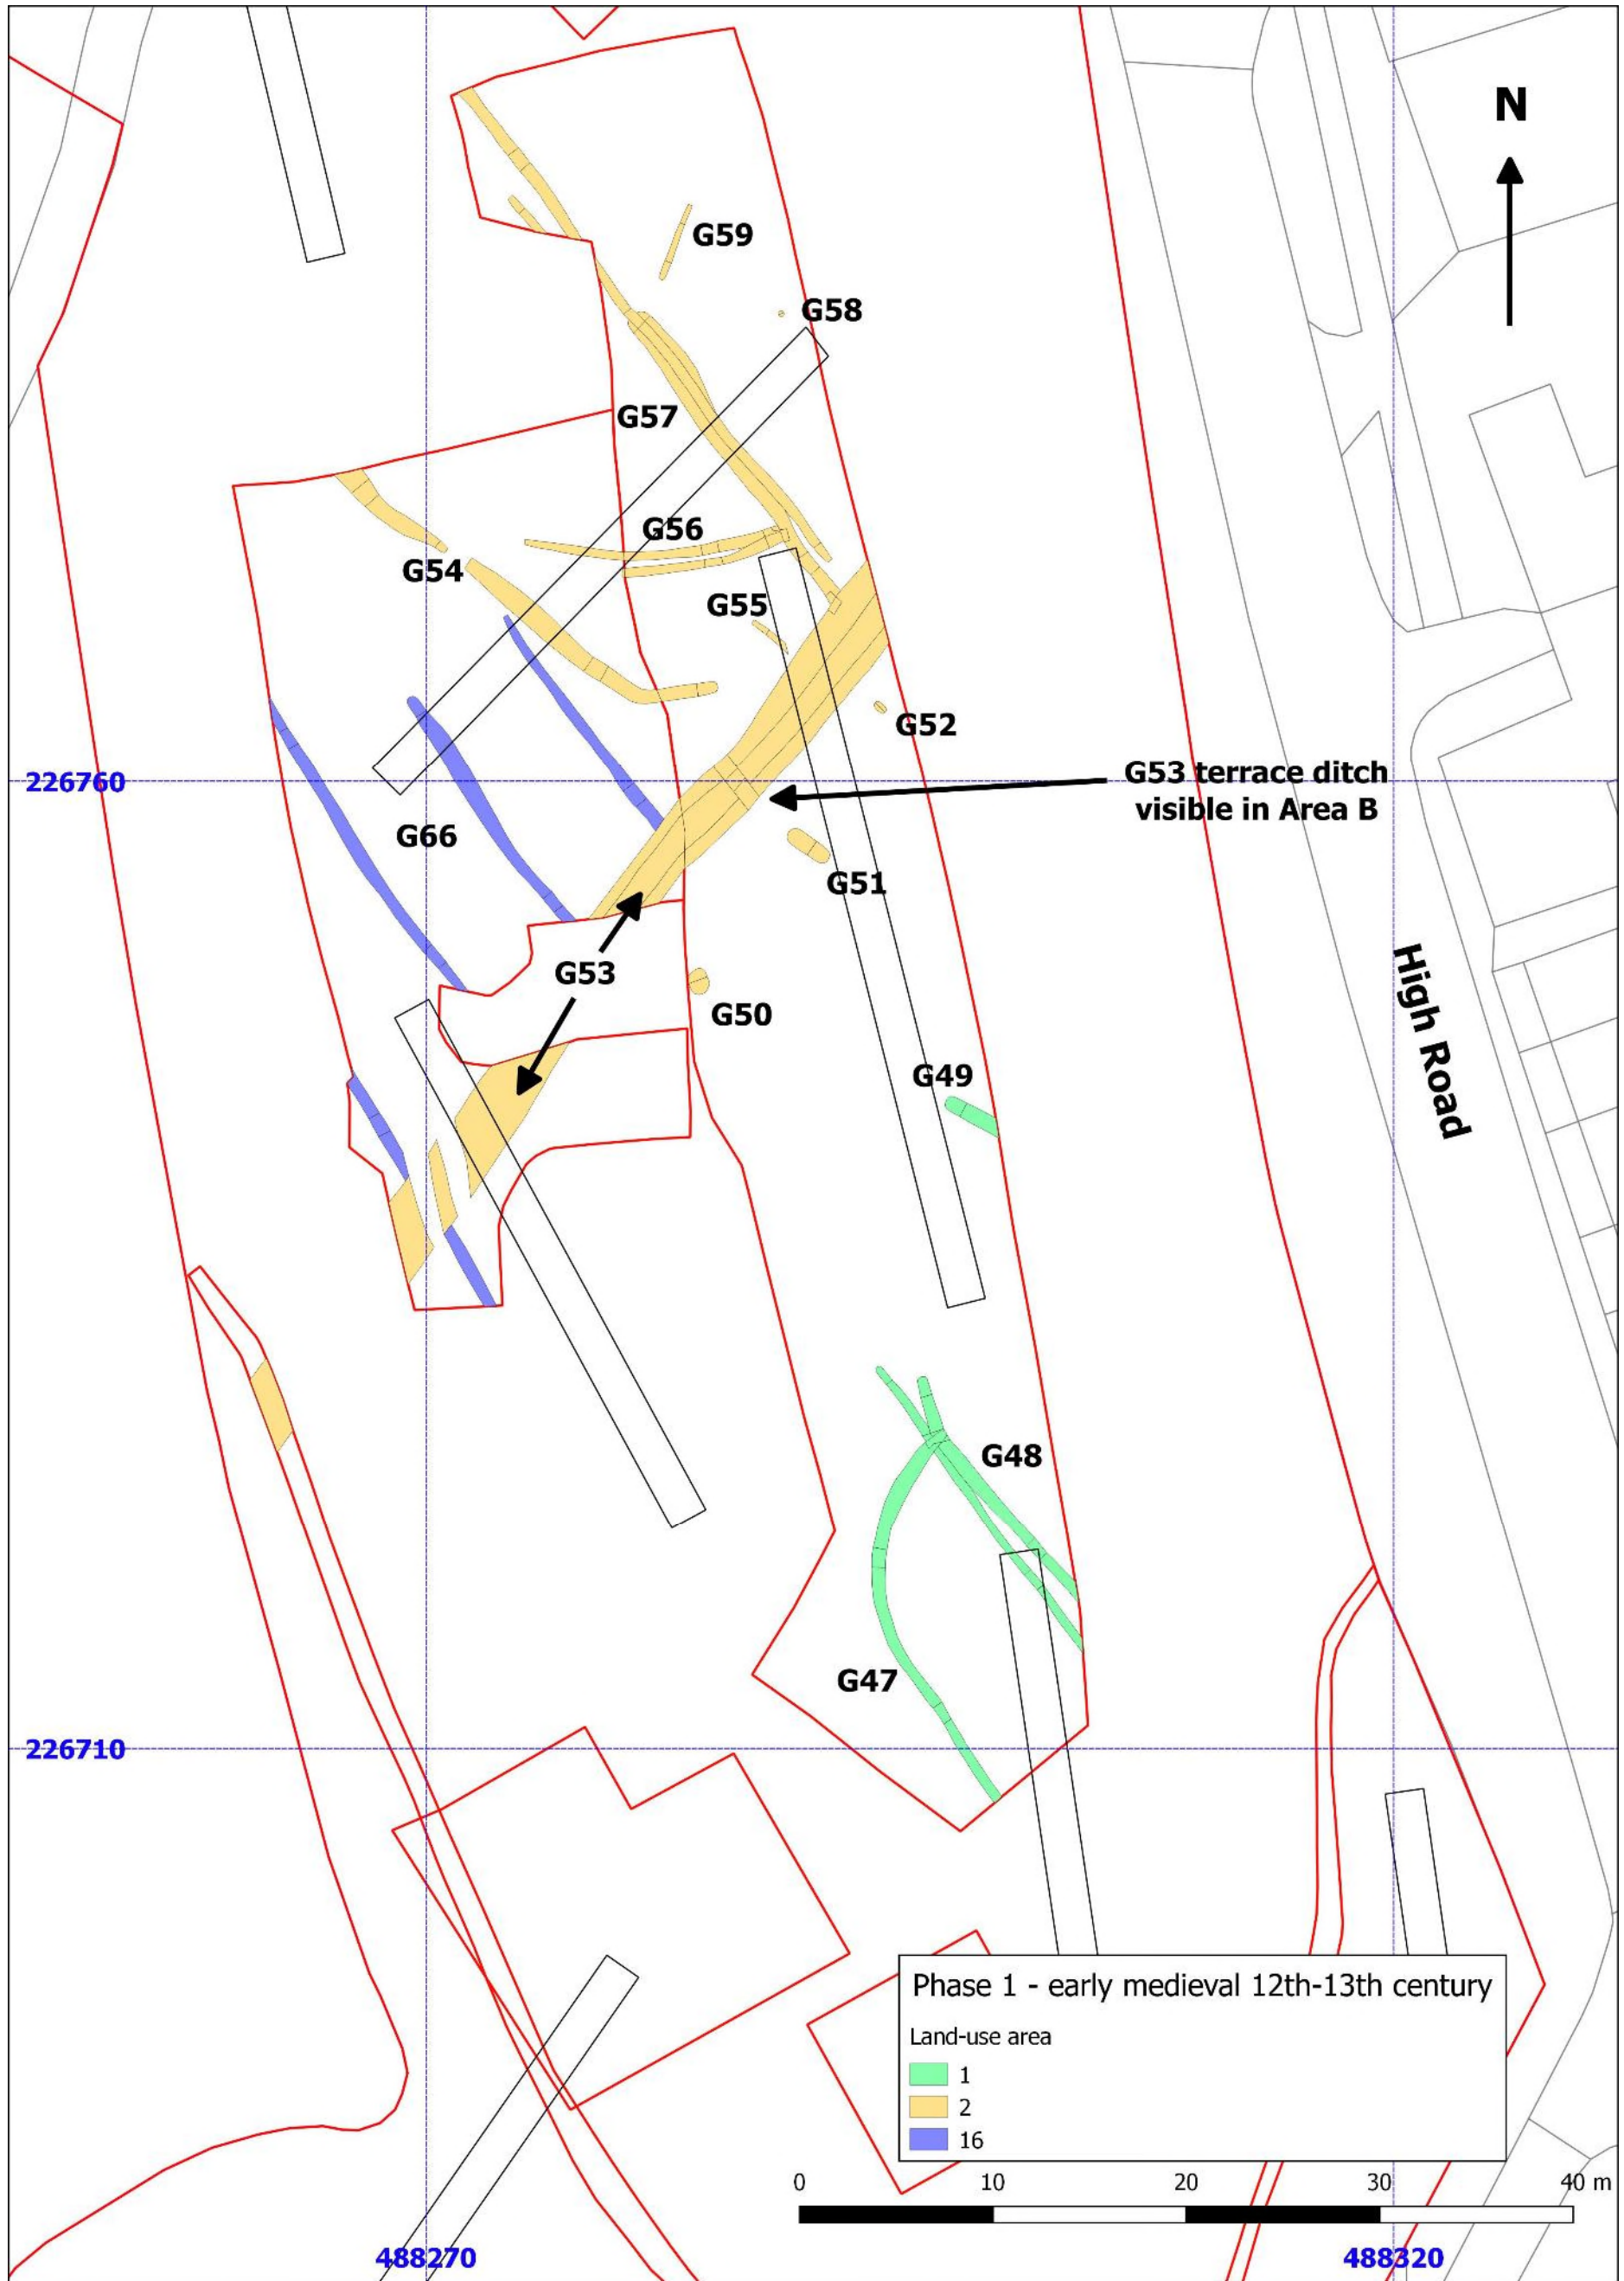 N
G59
G58
G57
G56
G54
G55
G52
226760
G53 terrace ditch
visible in Area B
G66
G51
G53
G50
High Road
G49
G48
G47
226710
Phase 1 - early medieval 12th-13th century
Land-use area
1
2
16
0 10 20 30 40 m
488270 488320